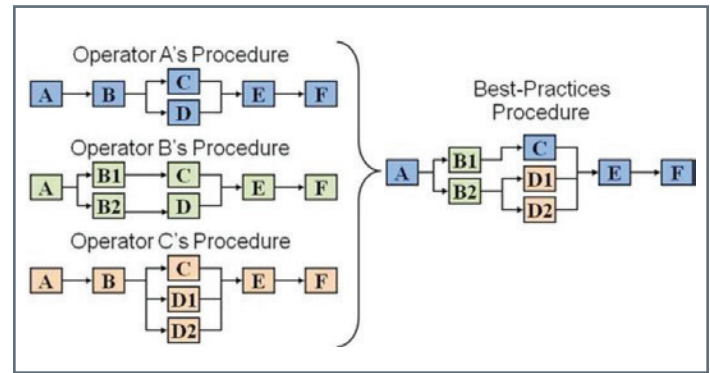 Operator A's Procedure
A
B
C
D
E
F
Operator B's Procedure
A
B1
B2
C
D
E
F
Operator C's Procedure
A
B
C
D1
D2
E
F
Best-Practices
Procedure
A
B1
B2
C
D1
D2
E
F